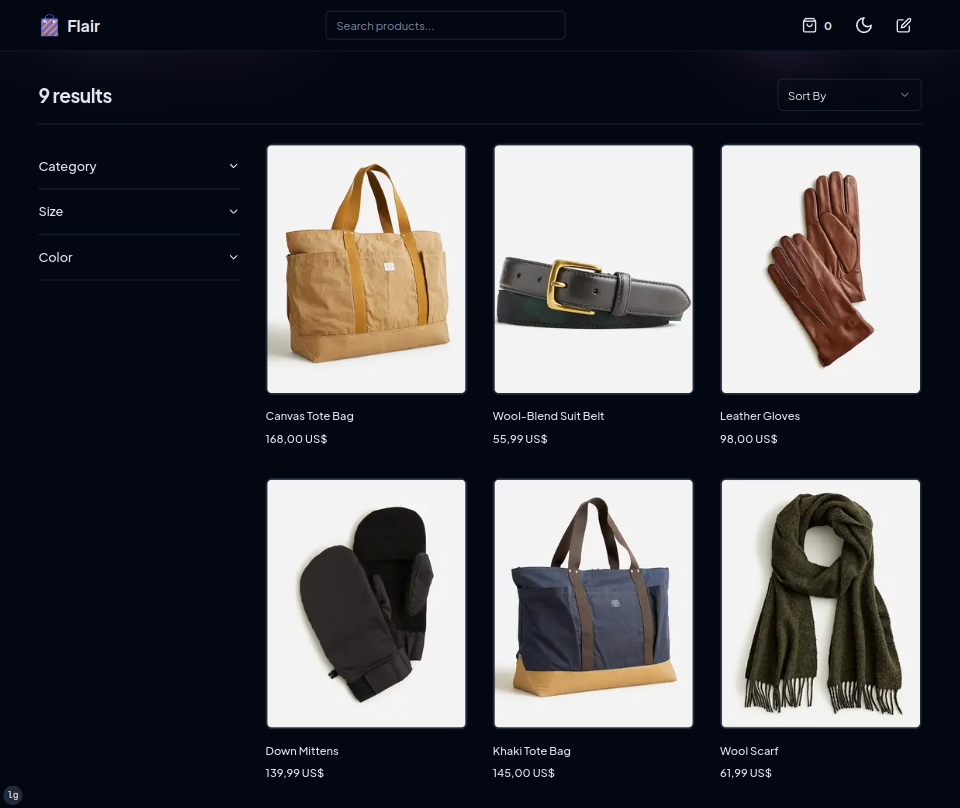 Flair
Search products...
0
9 results
Sort By
Category
Size
Color
Canvas Tote Bag
168,00 US$
Wool-Blend Suit Belt
55,99 US$
Leather Gloves
98,00 US$
Down Mittens
139,99 US$
Khaki Tote Bag
145,00 US$
Wool Scarf
61,99 US$
lg